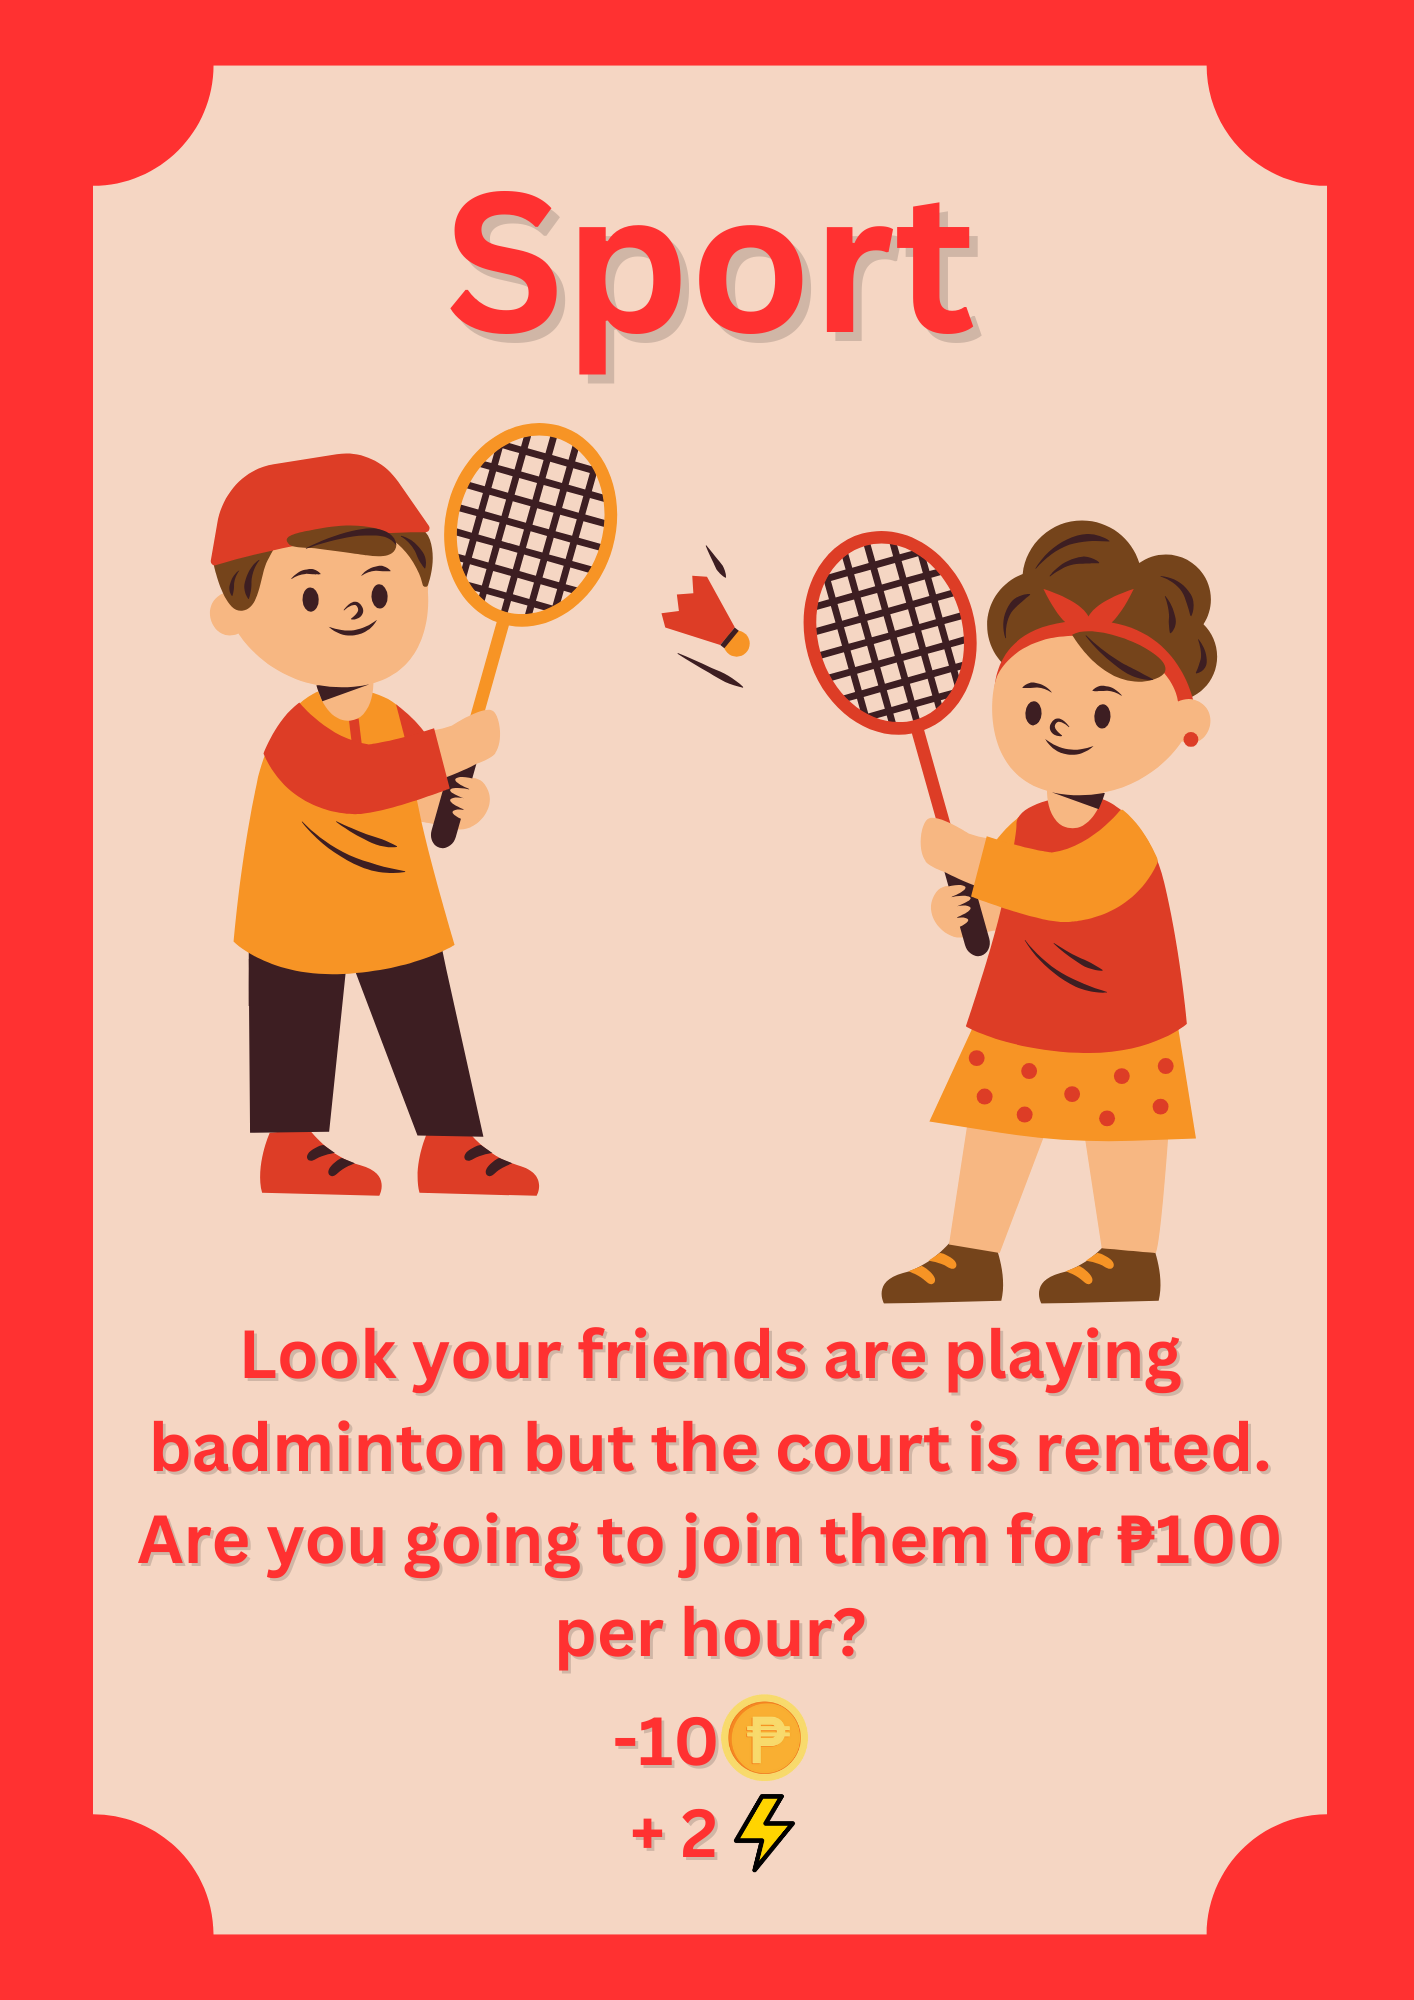 Sport
Look your friends are playing
badminton but the court is rented.
Are you going to join them for ₱100
per hour?
-10₱
+ 2